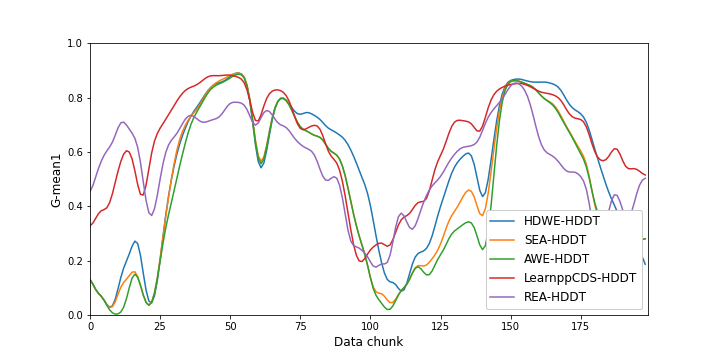 1.0
0.8
0.6
0.4
0.2
0.0
G-mean1
0
25
50
75
100
125
150
175
Data chunk
HDWE-HDDT
SEA-HDDT
AWE-HDDT
LearnppCDS-HDDT
REA-HDDT